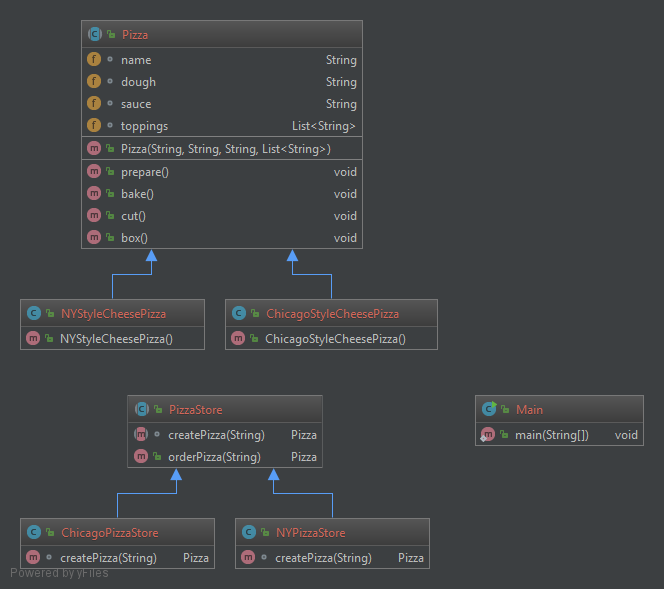 Pizza
name String
dough String
sauce String
toppings List<String>
Pizza(String, String, String, List<String>)
prepare() void
bake() void
cut() void
box() void
NYStyleCheesePizza
NYStyleCheesePizza()
ChicagoStyleCheesePizza
ChicagoStyleCheesePizza()
PizzaStore
createPizza(String) Pizza
orderPizza(String) Pizza
Main
main(String[]) void
ChicagoPizzaStore
createPizza(String) Pizza
NYPizzaStore
createPizza(String) Pizza
Powered by yFiles